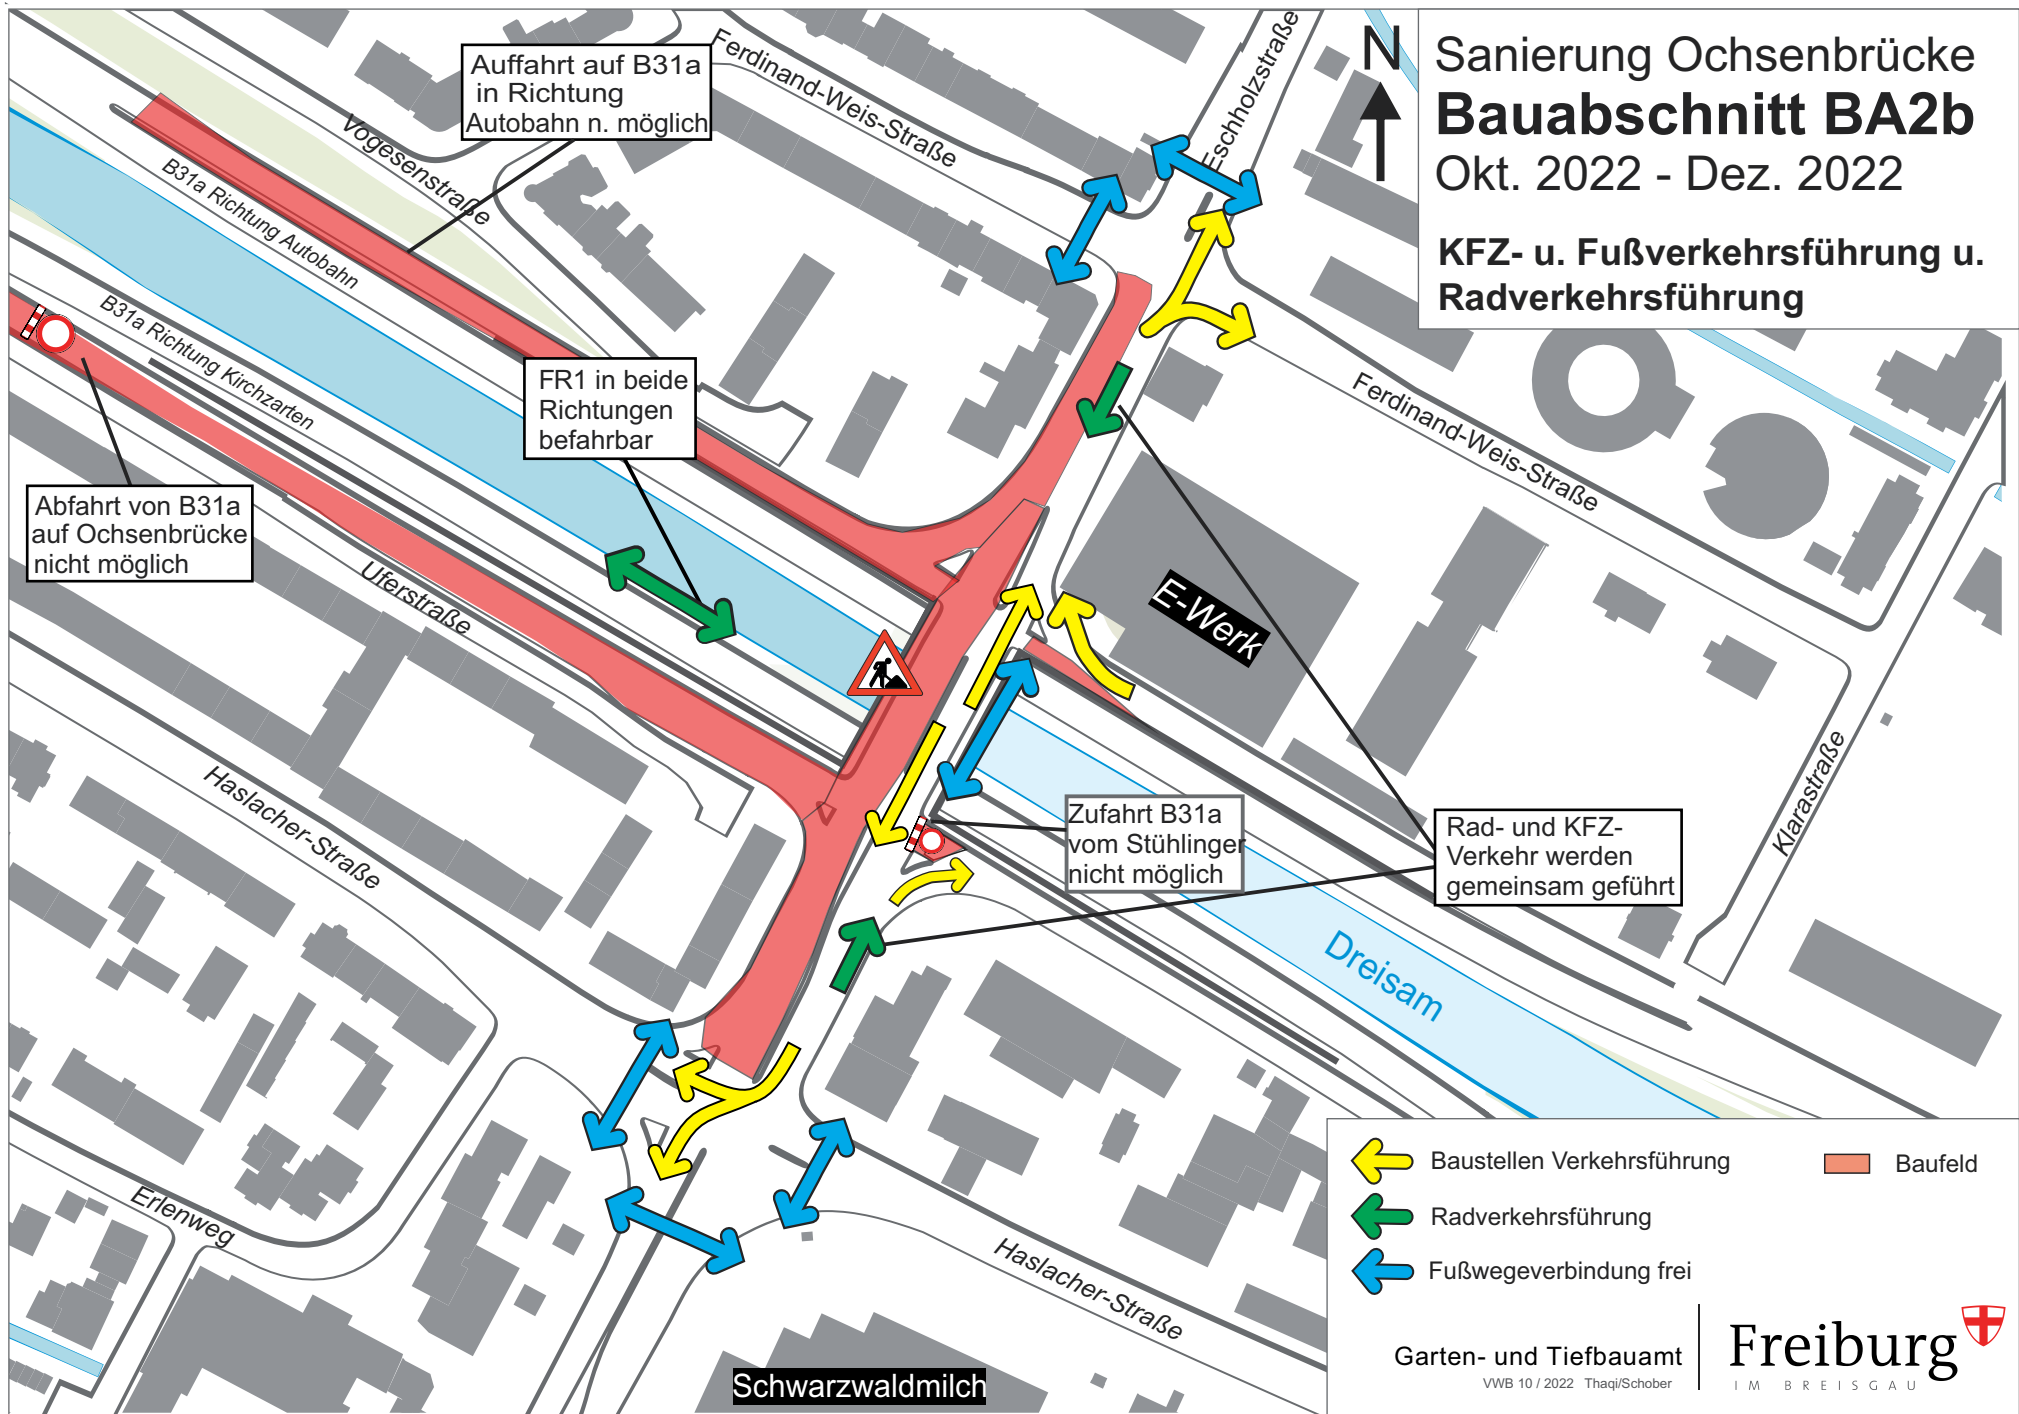 Sanierung Ochsenbrücke
Bauabschnitt BA2b
Okt. 2022 - Dez. 2022
KFZ- u. Fußverkehrsführung u.
Radverkehrsführung
N
Auffahrt auf B31a
in Richtung
Autobahn n. möglich
Ferdinand-Weis-Straße
Eschholzstraße
Vogesenstraße
B31a Richtung Autobahn
B31a Richtung Kirchzarten
FR1 in beide
Richtungen
befahrbar
Ferdinand-Weis-Straße
Abfahrt von B31a
auf Ochsenbrücke
nicht möglich
Uferstraße
E-Werk
Klarastraße
Haslacher-Straße
Zufahrt B31a
vom Stühlinger
nicht möglich
Rad- und KFZ-
Verkehr werden
gemeinsam geführt
Dreisam
Erlenweg
Haslacher-Straße
Schwarzwaldmilch
Baustellen Verkehrsführung
Baufeld
Radverkehrsführung
Fußwegeverbindung frei
Garten- und Tiefbauamt
VWB 10 / 2022 Thaqi/Schober
Freiburg
IM BREISGAU